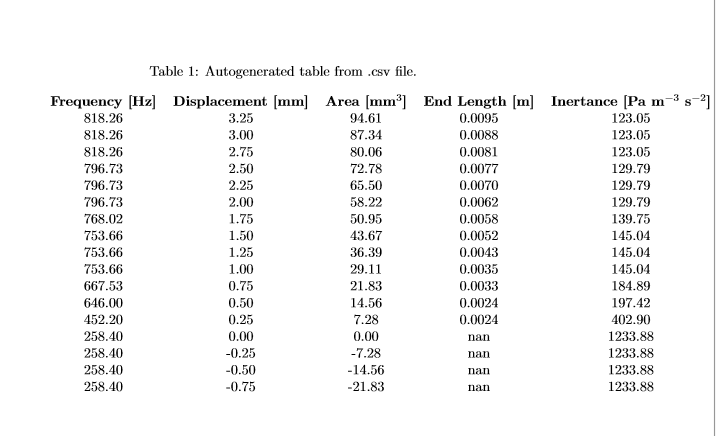 Table 1: Autogenerated table from .csv file.
Frequency [Hz] Displacement [mm] Area [mm³] End Length [m] Inertance [Pa m⁻³ s⁻²]
818.26 3.25 94.61 0.0095 123.05
818.26 3.00 87.34 0.0088 123.05
818.26 2.75 80.06 0.0081 123.05
796.73 2.50 72.78 0.0077 129.79
796.73 2.25 65.50 0.0070 129.79
796.73 2.00 58.22 0.0062 129.79
768.02 1.75 50.95 0.0058 139.75
753.66 1.50 43.67 0.0052 145.04
753.66 1.25 36.39 0.0043 145.04
753.66 1.00 29.11 0.0035 145.04
667.53 0.75 21.83 0.0033 184.89
646.00 0.50 14.56 0.0024 197.42
452.20 0.25 7.28 0.0024 402.90
258.40 0.00 0.00 nan 1233.88
258.40 -0.25 -7.28 nan 1233.88
258.40 -0.50 -14.56 nan 1233.88
258.40 -0.75 -21.83 nan 1233.88